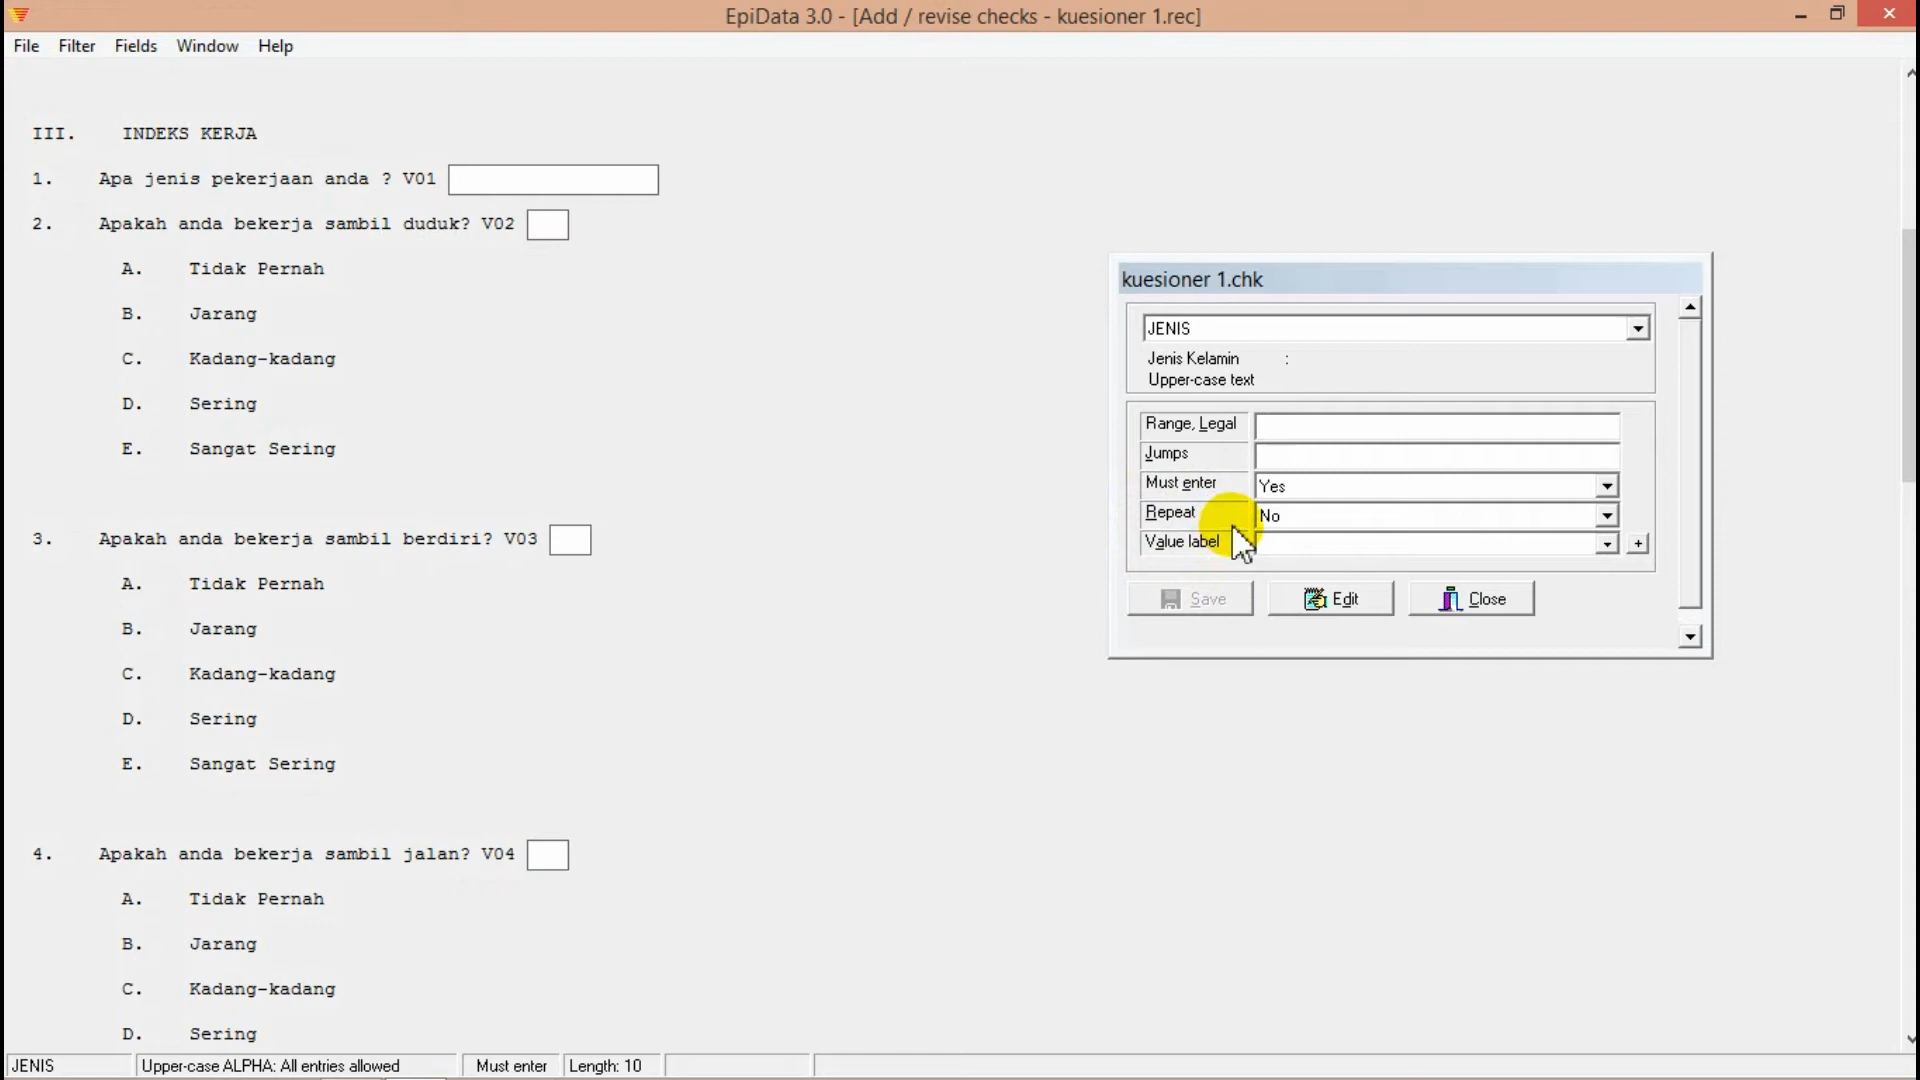 EpiData 3.0 - [Add / revise checks - kuesioner 1.rec]
File Filter Fields Window Help
III. INDEKS KERJA
1. Apa jenis pekerjaan anda ? V01
2. Apakah anda bekerja sambil duduk? V02
A. Tidak Pernah
B. Jarang
C. Kadang-kadang
D. Sering
E. Sangat Sering
3. Apakah anda bekerja sambil berdiri? V03
A. Tidak Pernah
B. Jarang
C. Kadang-kadang
D. Sering
E. Sangat Sering
4. Apakah anda bekerja sambil jalan? V04
A. Tidak Pernah
B. Jarang
C. Kadang-kadang
D. Sering
kuesioner 1.chk
JENIS
Jenis Kelamin :
Upper-case text
Range, Legal
Jumps
Must enter Yes
Repeat No
Value label +
Save Edit Close
JENIS Upper-case ALPHA: All entries allowed Must enter Length: 10